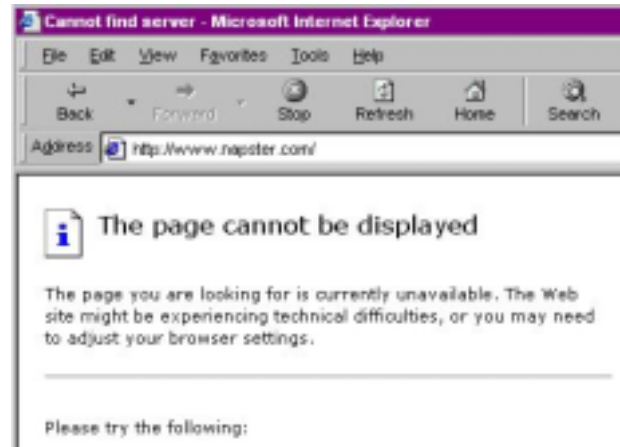 Cannot find server - Microsoft Internet Explorer
File Edit View Favorites Tools Help
Back Forward Stop Refresh Home Search
Address http://www.napster.com/
The page cannot be displayed
The page you are looking for is currently unavailable. The Web
site might be experiencing technical difficulties, or you may need
to adjust your browser settings.
Please try the following: